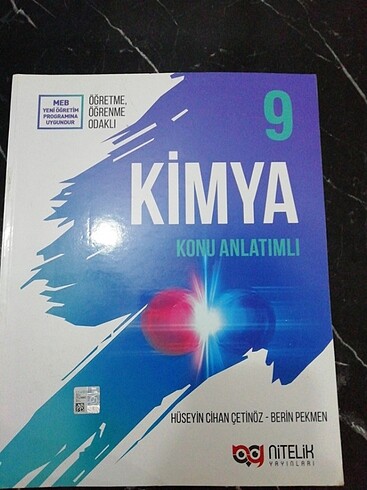 MEB
YENİ ÖĞRETİM
PROGRAMINA
UYGUNDUR
ÖĞRETME,
ÖĞRENME
ODAKLI
9
KİMYA
KONU ANLATIMLI
HÜSEYİN CİHAN ÇETİNÖZ - BERİN PEKMEN
NİTELİK
YAYINLARI